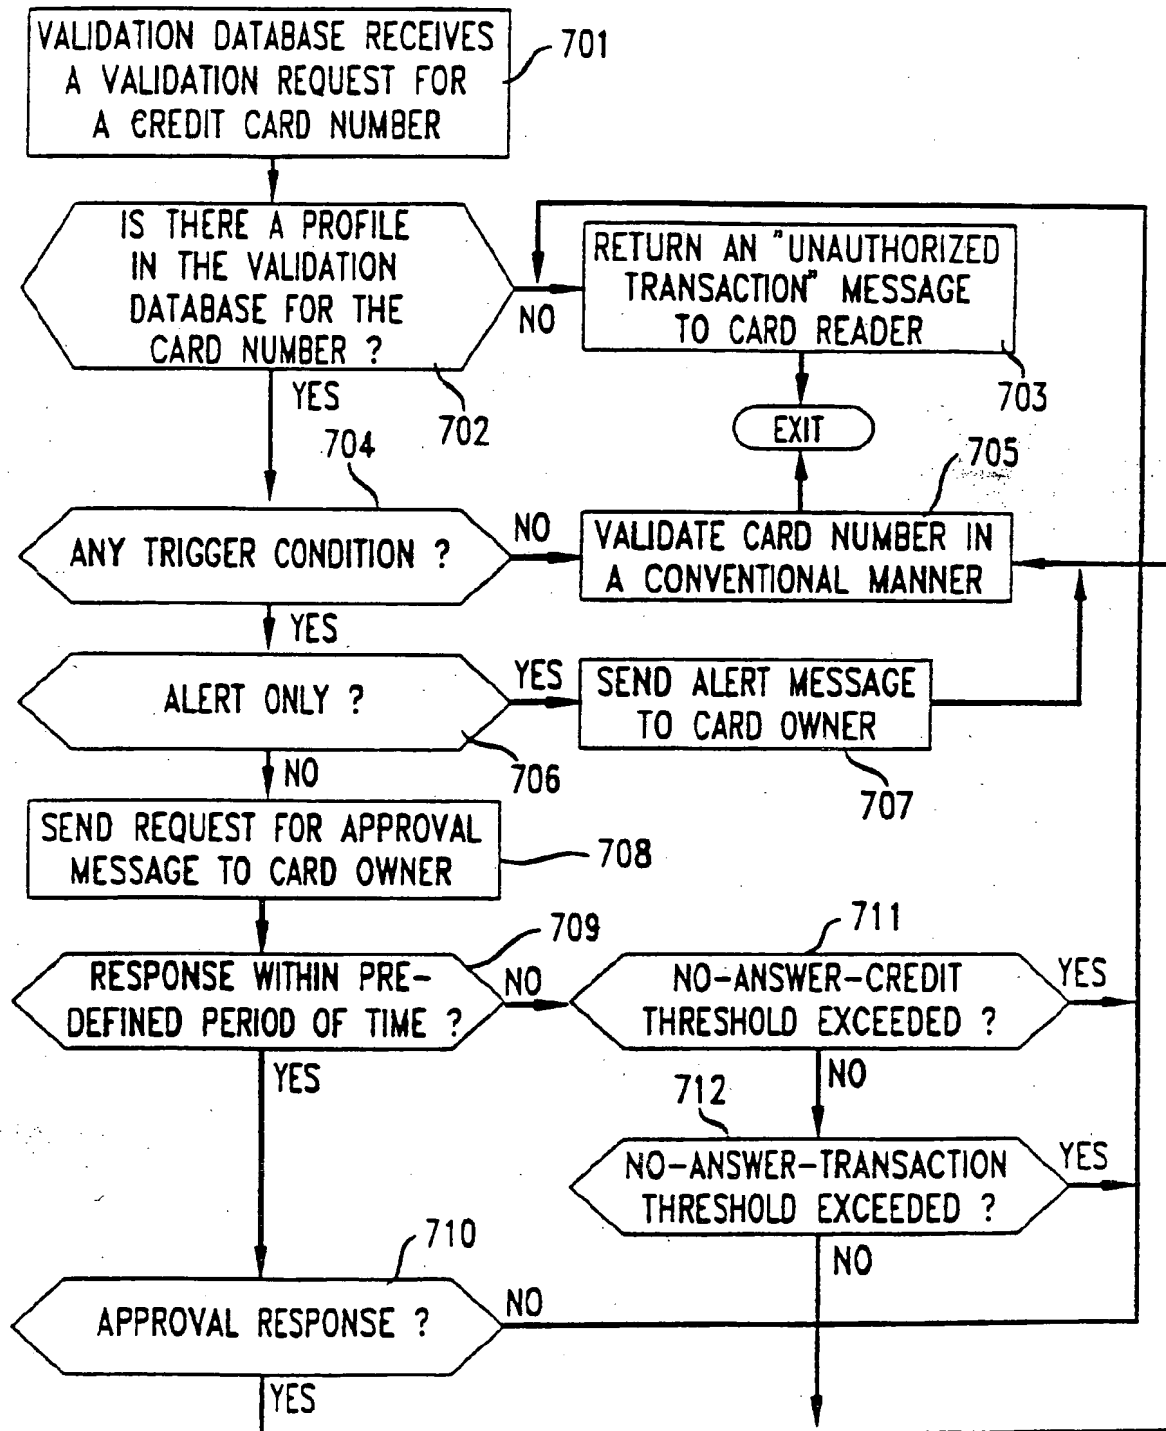 VALIDATION DATABASE RECEIVES
A VALIDATION REQUEST FOR
A CREDIT CARD NUMBER
701
IS THERE A PROFILE
IN THE VALIDATION
DATABASE FOR THE
CARD NUMBER ?
702
NO
YES
RETURN AN "UNAUTHORIZED
TRANSACTION" MESSAGE
TO CARD READER
703
EXIT
704
ANY TRIGGER CONDITION ?
NO
YES
705
VALIDATE CARD NUMBER IN
A CONVENTIONAL MANNER
ALERT ONLY ?
706
YES
NO
SEND ALERT MESSAGE
TO CARD OWNER
707
SEND REQUEST FOR APPROVAL
MESSAGE TO CARD OWNER
708
709
RESPONSE WITHIN PRE-
DEFINED PERIOD OF TIME ?
NO
YES
711
NO-ANSWER-CREDIT
THRESHOLD EXCEEDED ?
YES
NO
712
NO-ANSWER-TRANSACTION
THRESHOLD EXCEEDED ?
YES
NO
710
APPROVAL RESPONSE ?
NO
YES